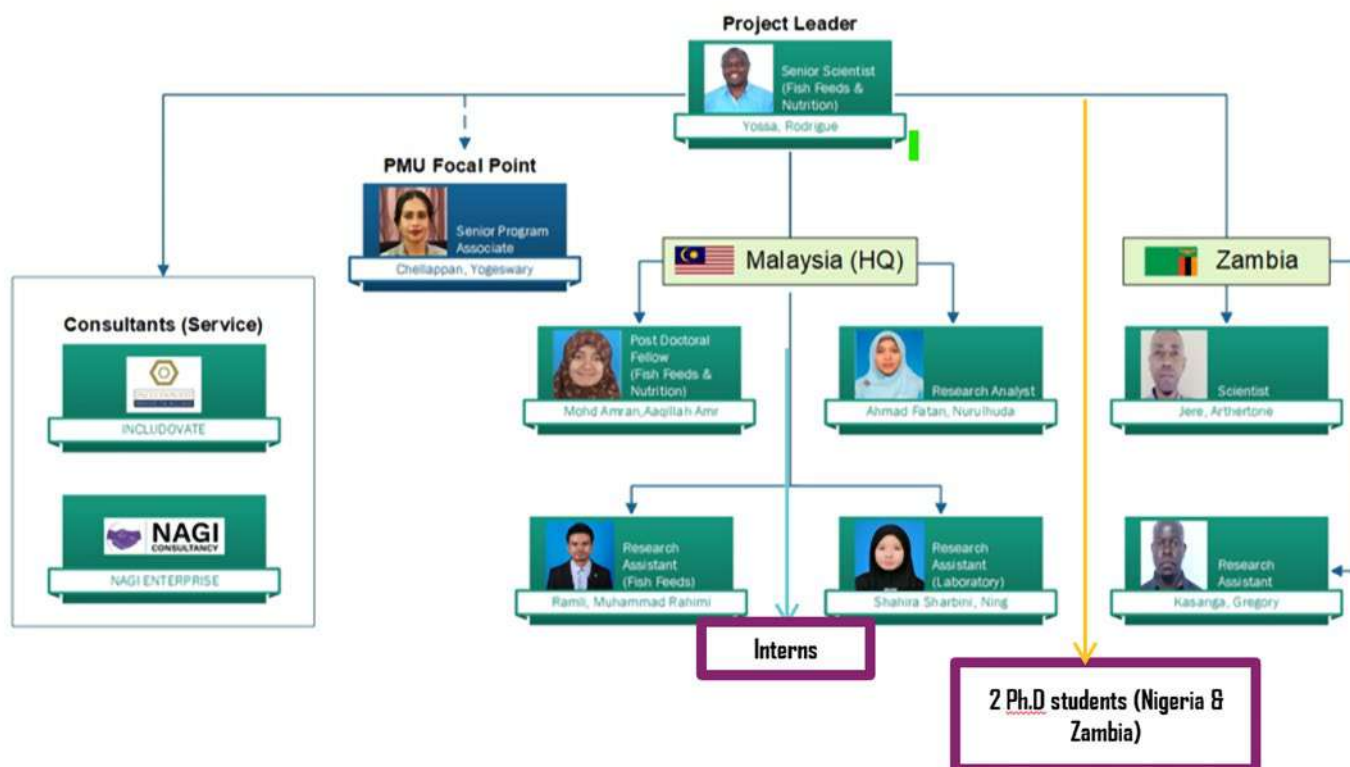 Project Leader
Senior Scientist
(Fish Feeds &
Nutrition)
Yossa, Rodrigue
PMU Focal Point
Senior Program
Associate
Chellappan, Yogeswary
Malaysia (HQ)
Zambia
Consultants (Service)
INCLUDOVATE
NAGI
CONSULTANCY
NAGI ENTERPRISE
Post Doctoral
Fellow
(Fish Feeds &
Nutrition)
Mohd Amran,Aaqillah Amr
Research Analyst
Ahmad Fatan, Nurulhuda
Scientist
Jere, Arthertone
Research
Assistant
(Fish Feeds)
Ramli, Muhammad Rahimi
Research
Assistant
(Laboratory)
Shahira Sharbini, Ning
Research
Assistant
Kasanga, Gregory
Interns
2 Ph.D students (Nigeria &
Zambia)